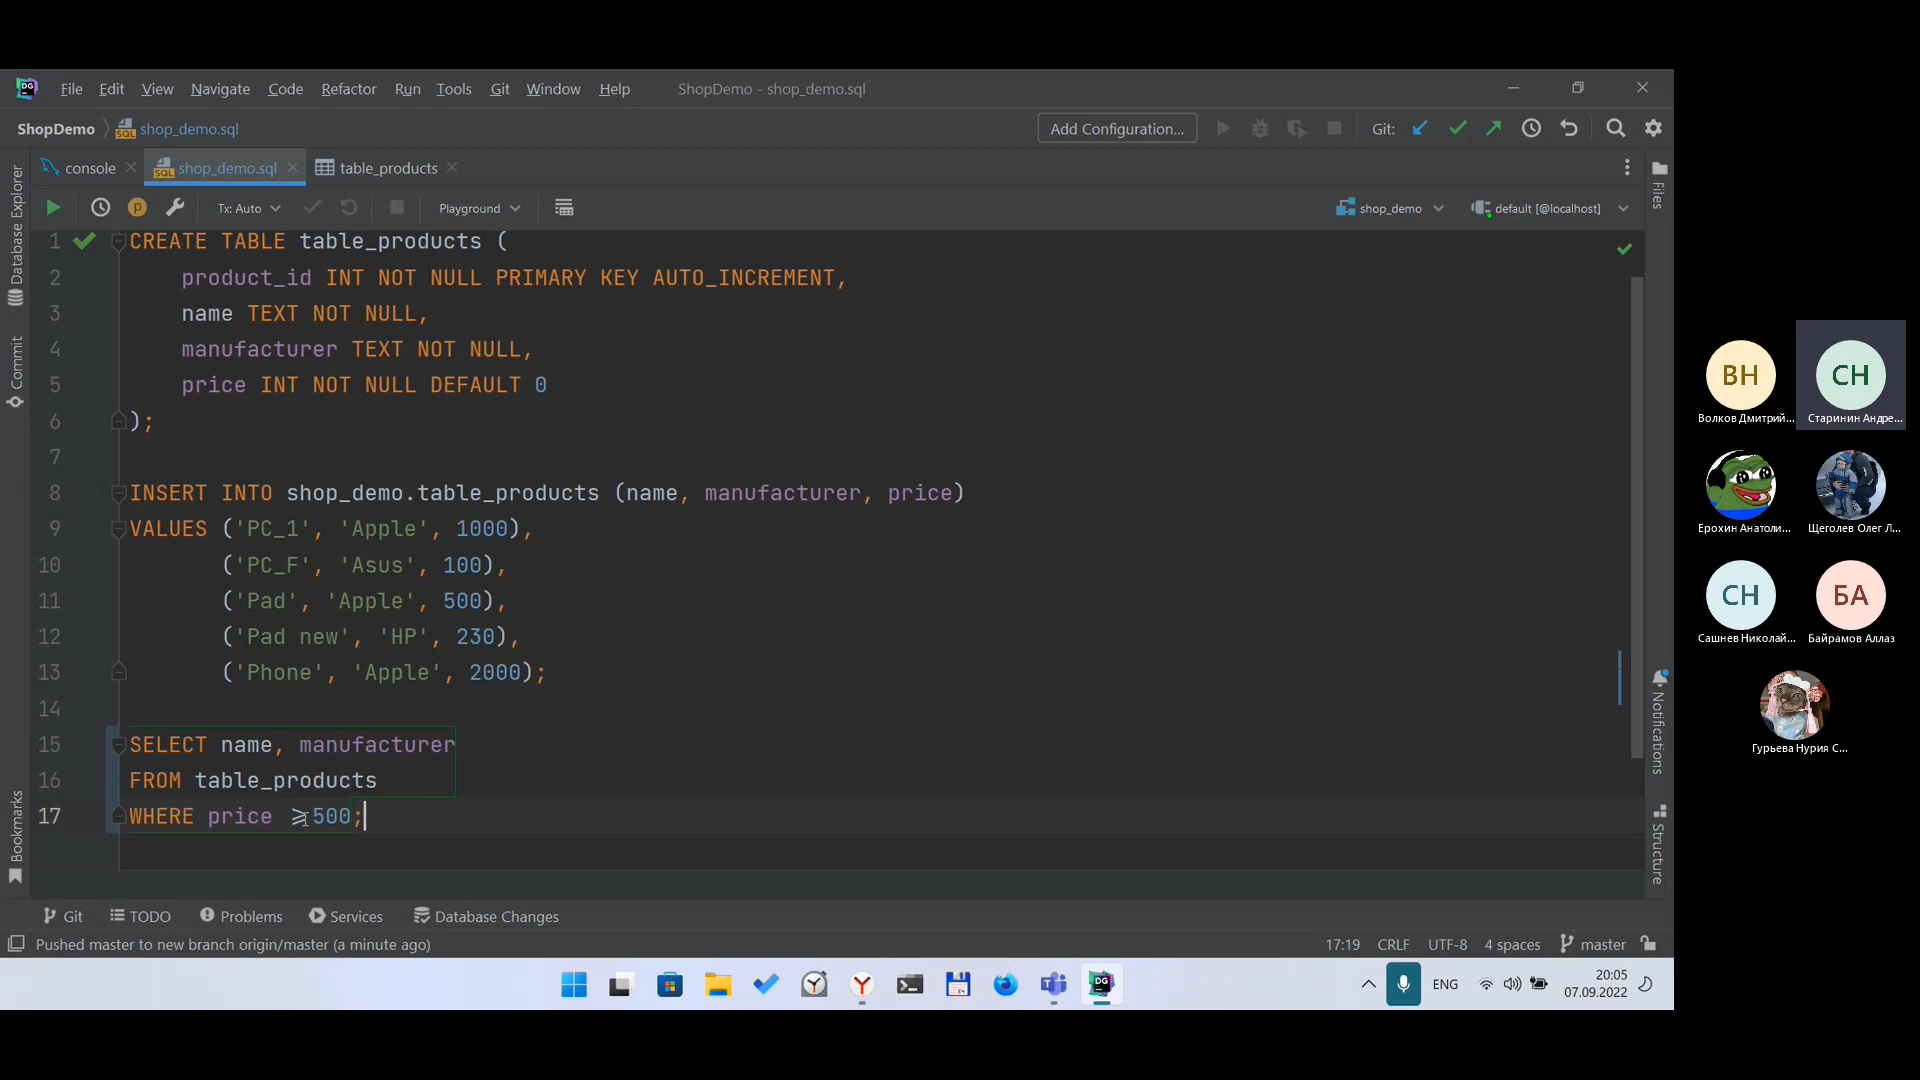 DG File Edit View Navigate Code Refactor Run Tools Git Window Help ShopDemo - shop_demo.sql
ShopDemo shop_demo.sql Add Configuration... Git:
console shop_demo.sql table_products
Tx: Auto Playground shop_demo default [@localhost]
1 CREATE TABLE table_products (
2 product_id INT NOT NULL PRIMARY KEY AUTO_INCREMENT,
3 name TEXT NOT NULL,
4 manufacturer TEXT NOT NULL,
5 price INT NOT NULL DEFAULT 0
6 );
7
8 INSERT INTO shop_demo.table_products (name, manufacturer, price)
9 VALUES ('PC_1', 'Apple', 1000),
10 ('PC_F', 'Asus', 100),
11 ('Pad', 'Apple', 500),
12 ('Pad new', 'HP', 230),
13 ('Phone', 'Apple', 2000);
14
15 SELECT name, manufacturer
16 FROM table_products
17 WHERE price >=500;
Database Explorer
Commit
Bookmarks
Files
Notifications
Structure
Git TODO Problems Services Database Changes
Pushed master to new branch origin/master (a minute ago) 17:19 CRLF UTF-8 4 spaces master
ENG 20:05
07.09.2022
ВН СН
Волков Дмитрий... Старинин Андре...
Ерохин Анатоли... Щеголев Олег Л...
СН БА
Сашнев Николай... Байрамов Аллаз
Гурьева Нурия С...